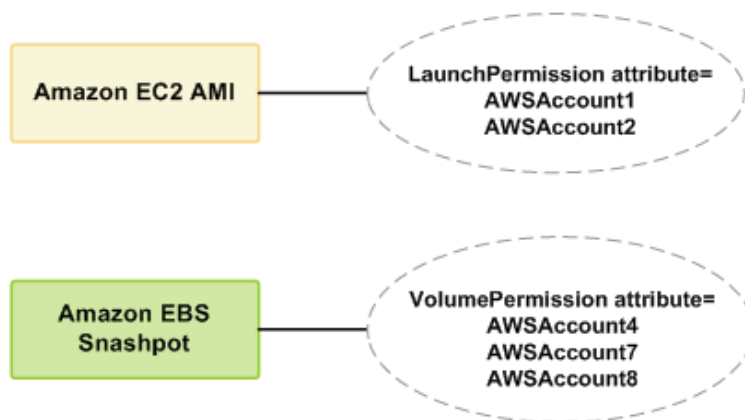 Amazon EC2 AMI
LaunchPermission attribute=
AWSAccount1
AWSAccount2
Amazon EBS
Snashpot
VolumePermission attribute=
AWSAccount4
AWSAccount7
AWSAccount8